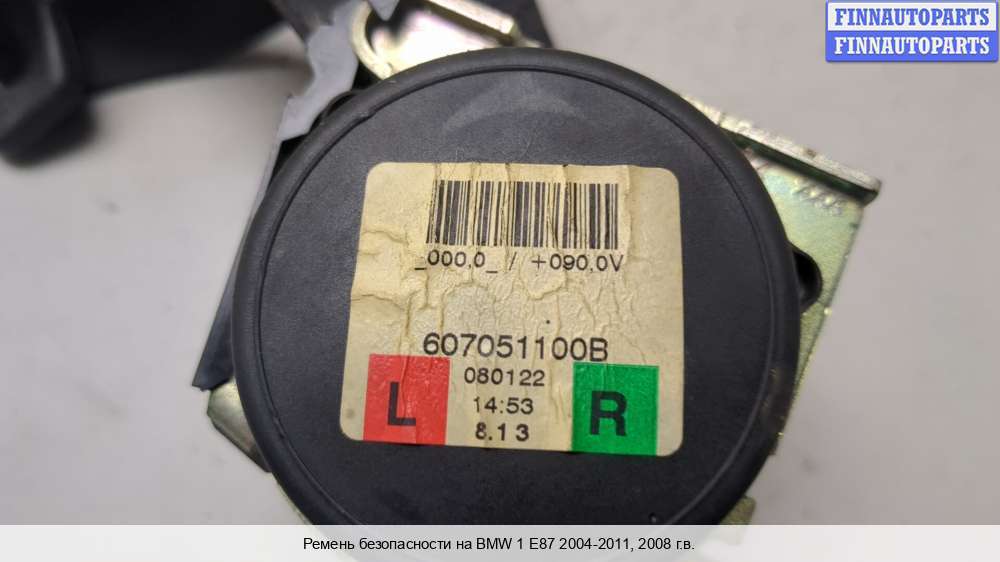 FINNAUTOPARTS
FINNAUTOPARTS
_000,0_ / +090,0V
607051100B
080122
L
14:53
R
8.13
Ремень безопасности на BMW 1 E87 2004-2011, 2008 г.в.